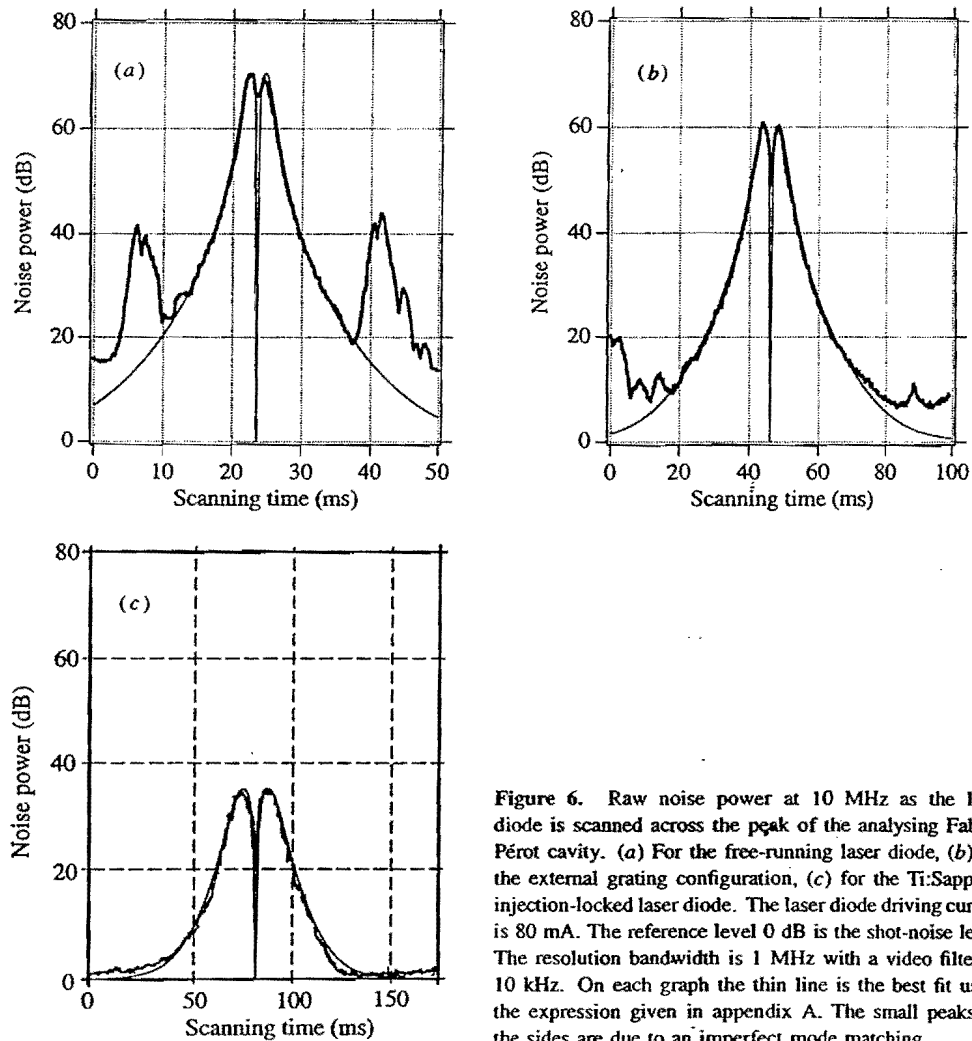 80
(a)
60
40
20
0
Noise power (dB)
0 10 20 30 40 50
Scanning time (ms)
80
(b)
60
40
20
0
Noise power (dB)
0 20 40 60 80 100
Scanning time (ms)
80
(c)
60
40
20
0
Noise power (dB)
0 50 100 150
Scanning time (ms)
Figure 6. Raw noise power at 10 MHz as the
diode is scanned across the peak of the analysing
Pérot cavity. (a) For the free-running laser diode, (b)
the external grating configuration, (c) for the Ti:Sapp
injection-locked laser diode. The laser diode driving cur
is 80 mA. The reference level 0 dB is the shot-noise le
The resolution bandwidth is 1 MHz with a video filte
10 kHz. On each graph the thin line is the best fit u
the expression given in appendix A. The small peaks
the sides are due to an imperfect mode matching.